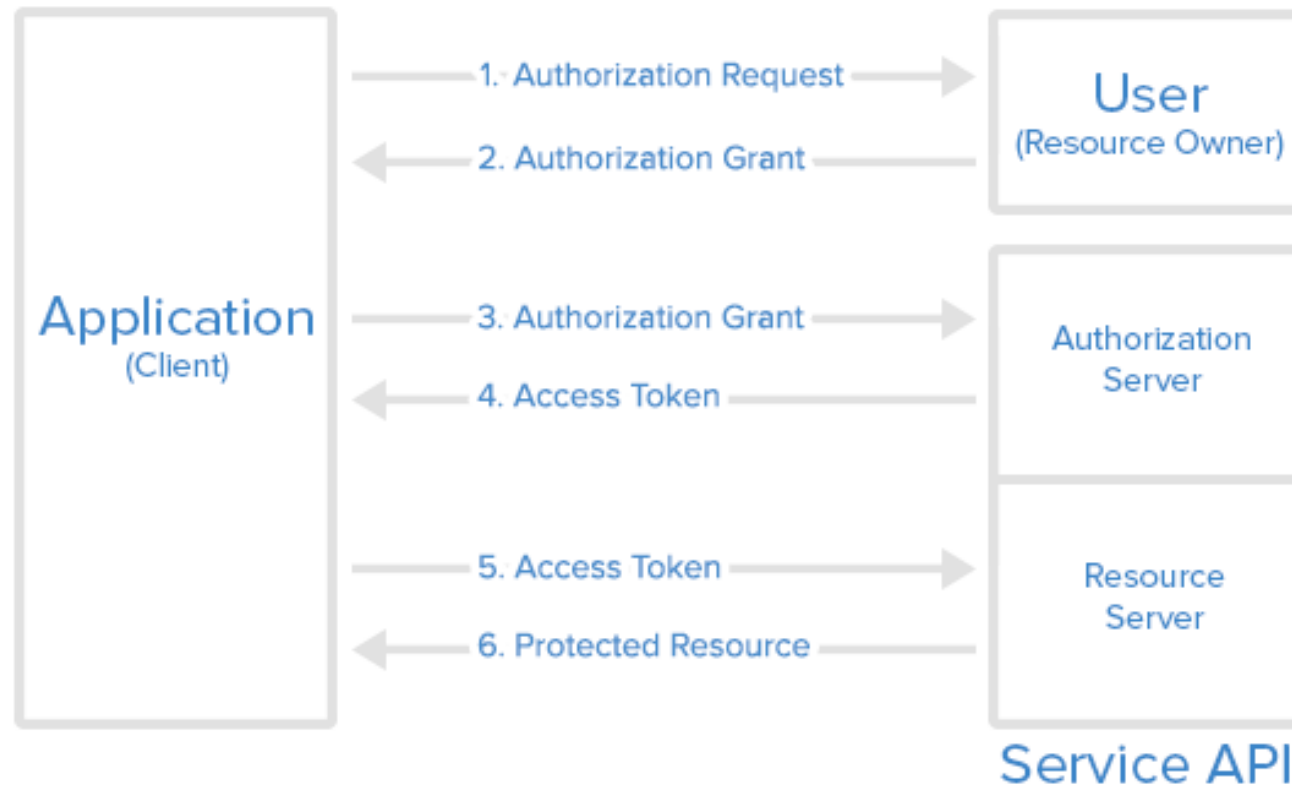 1. Authorization Request
User
(Resource Owner)
2. Authorization Grant
Application
(Client)
3. Authorization Grant
Authorization
Server
4. Access Token
5. Access Token
Resource
Server
6. Protected Resource
Service API